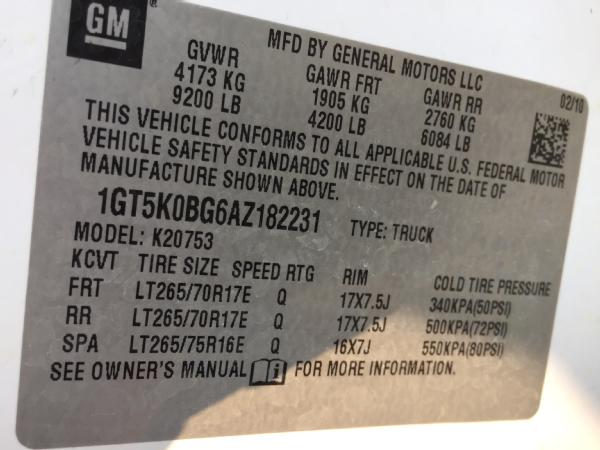 GM
MFD BY GENERAL MOTORS LLC
02/10
GVWR GAWR FRT GAWR RR
4173 KG 1905 KG 2760 KG
9200 LB 4200 LB 6084 LB
THIS VEHICLE CONFORMS TO ALL APPLICABLE U.S. FEDERAL MOTOR
VEHICLE SAFETY STANDARDS IN EFFECT ON THE DATE OF
MANUFACTURE SHOWN ABOVE.
1GT5K0BG6AZ182231 TYPE: TRUCK
MODEL: K20753
KCVT TIRE SIZE SPEED RTG RIM COLD TIRE PRESSURE
FRT LT265/70R17E Q 17X7.5J 340KPA(50PSI)
RR LT265/70R17E Q 17X7.5J 500KPA(72PSI)
SPA LT265/75R16E Q 16X7J 550KPA(80PSI)
SEE OWNER'S MANUAL i FOR MORE INFORMATION.